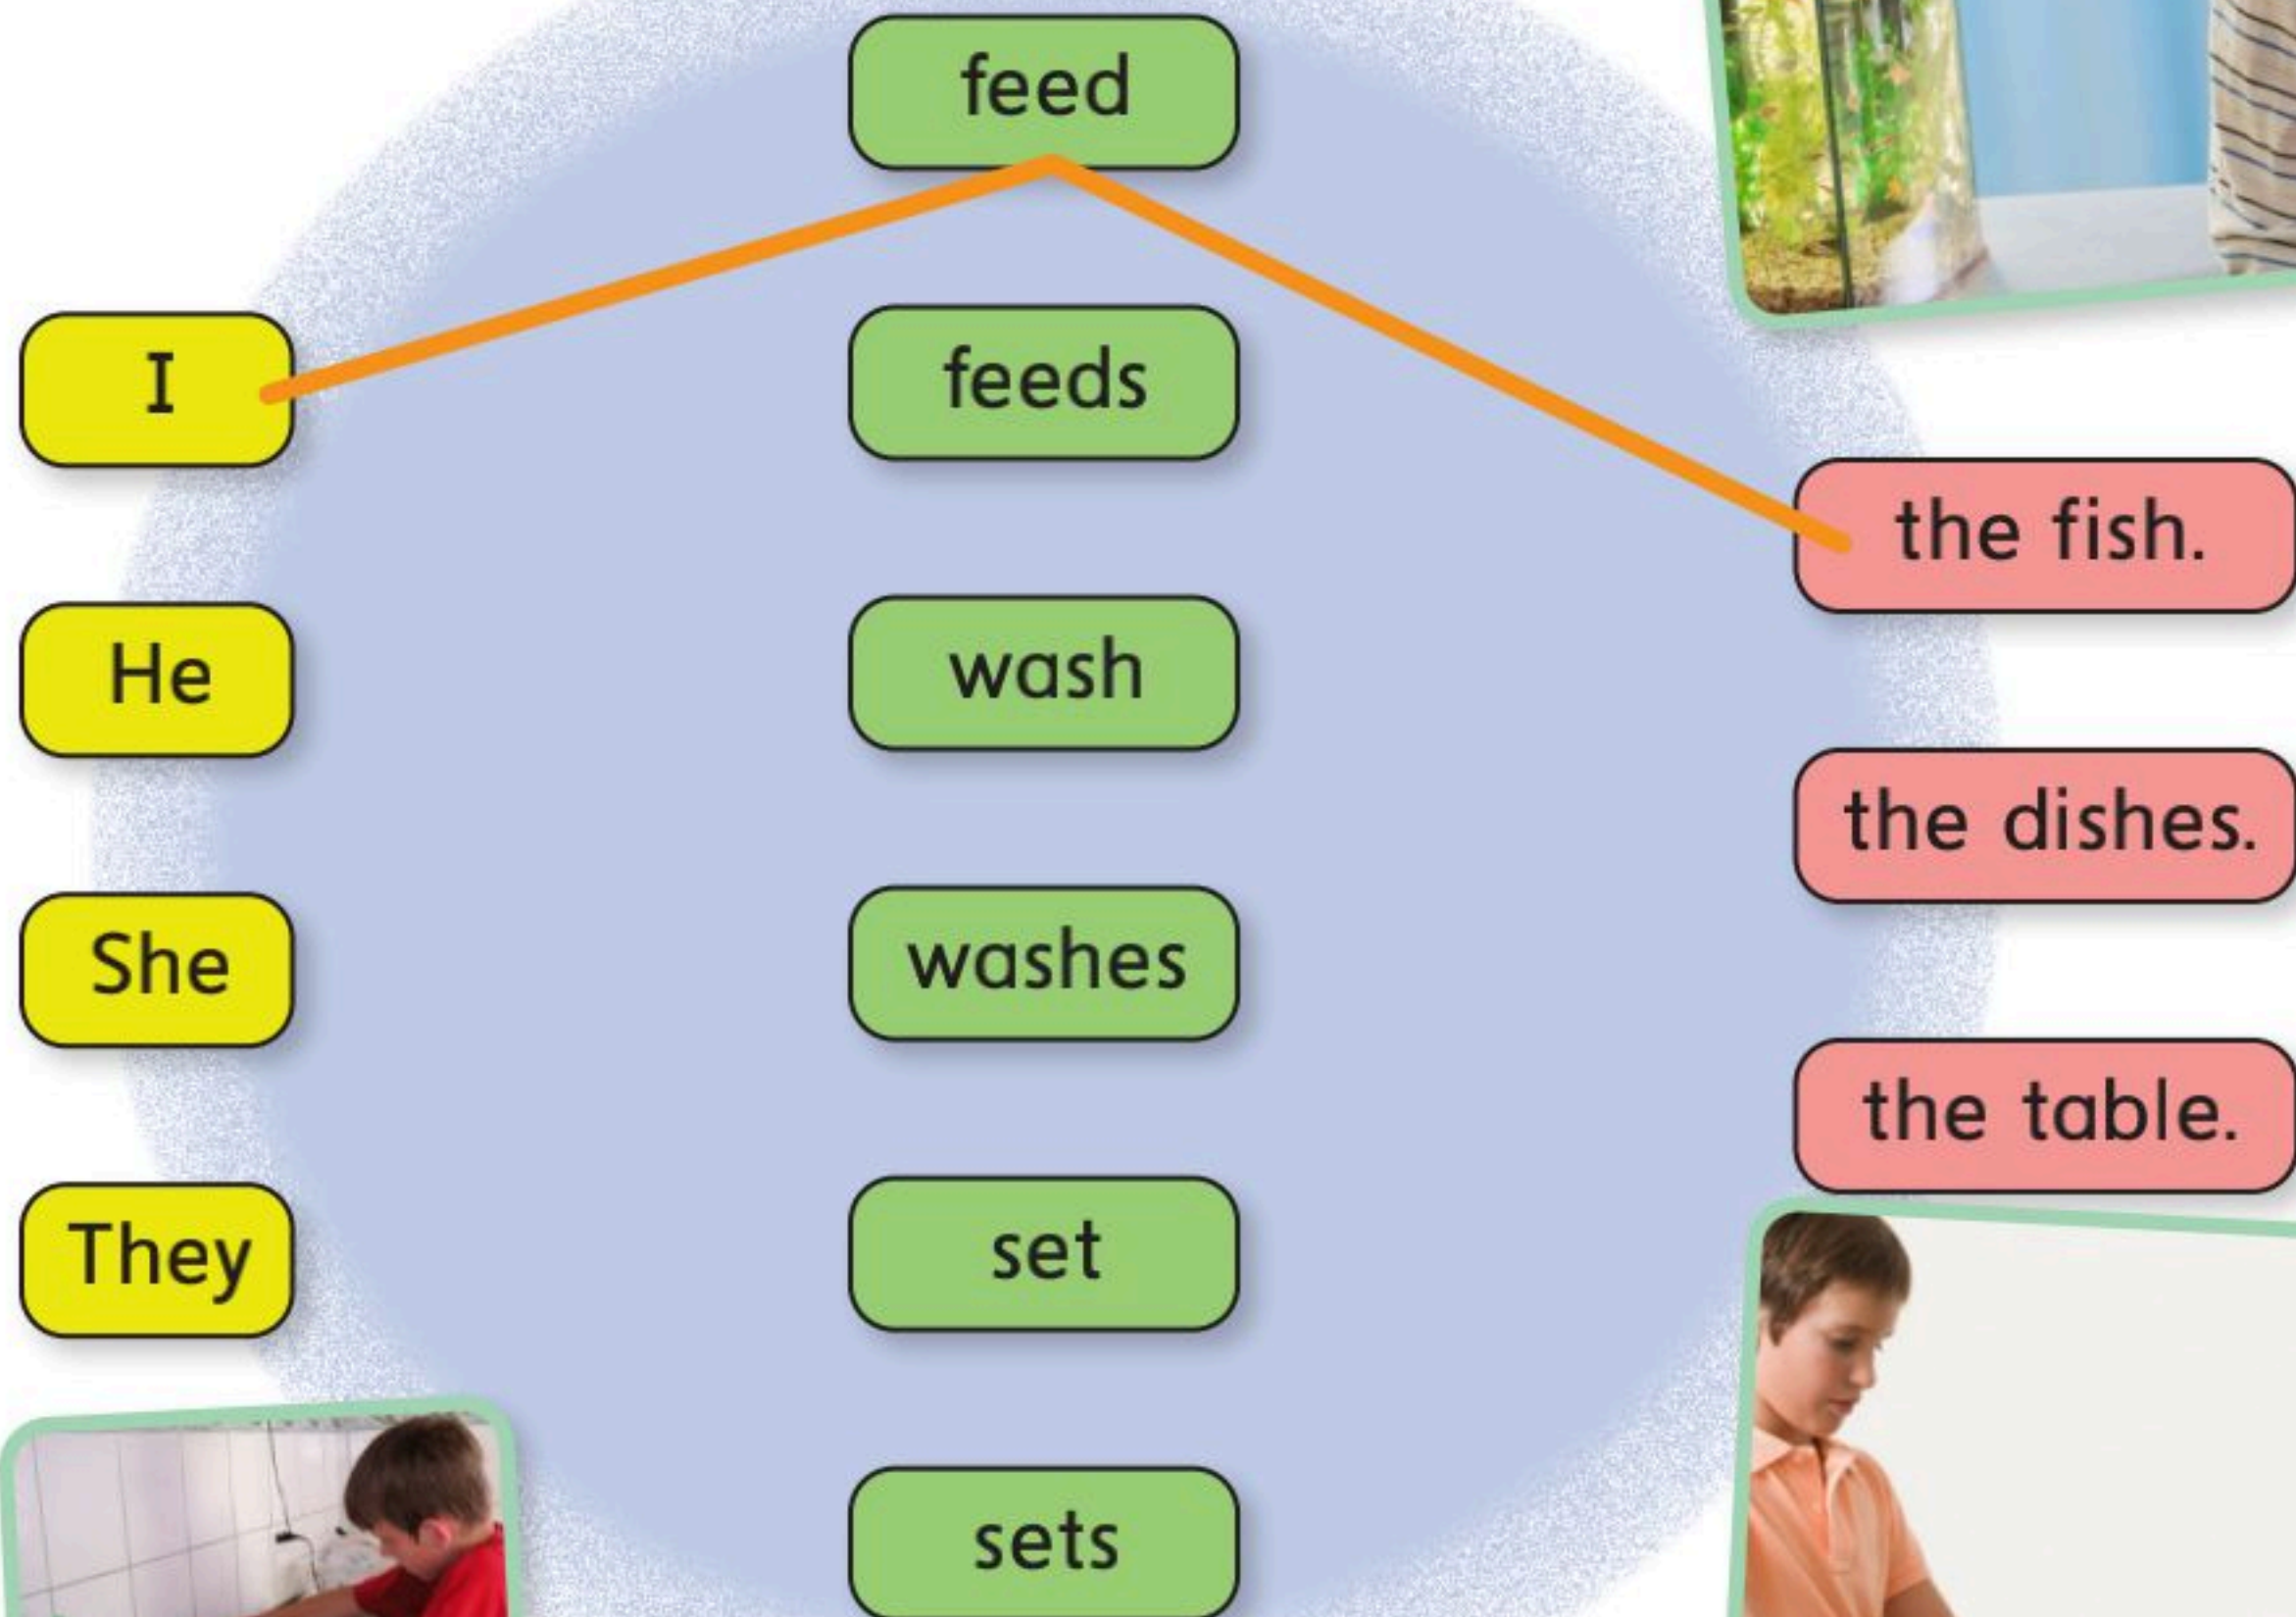 I
He
She
They
feed
feeds
wash
washes
set
sets
the fish.
the dishes.
the table.